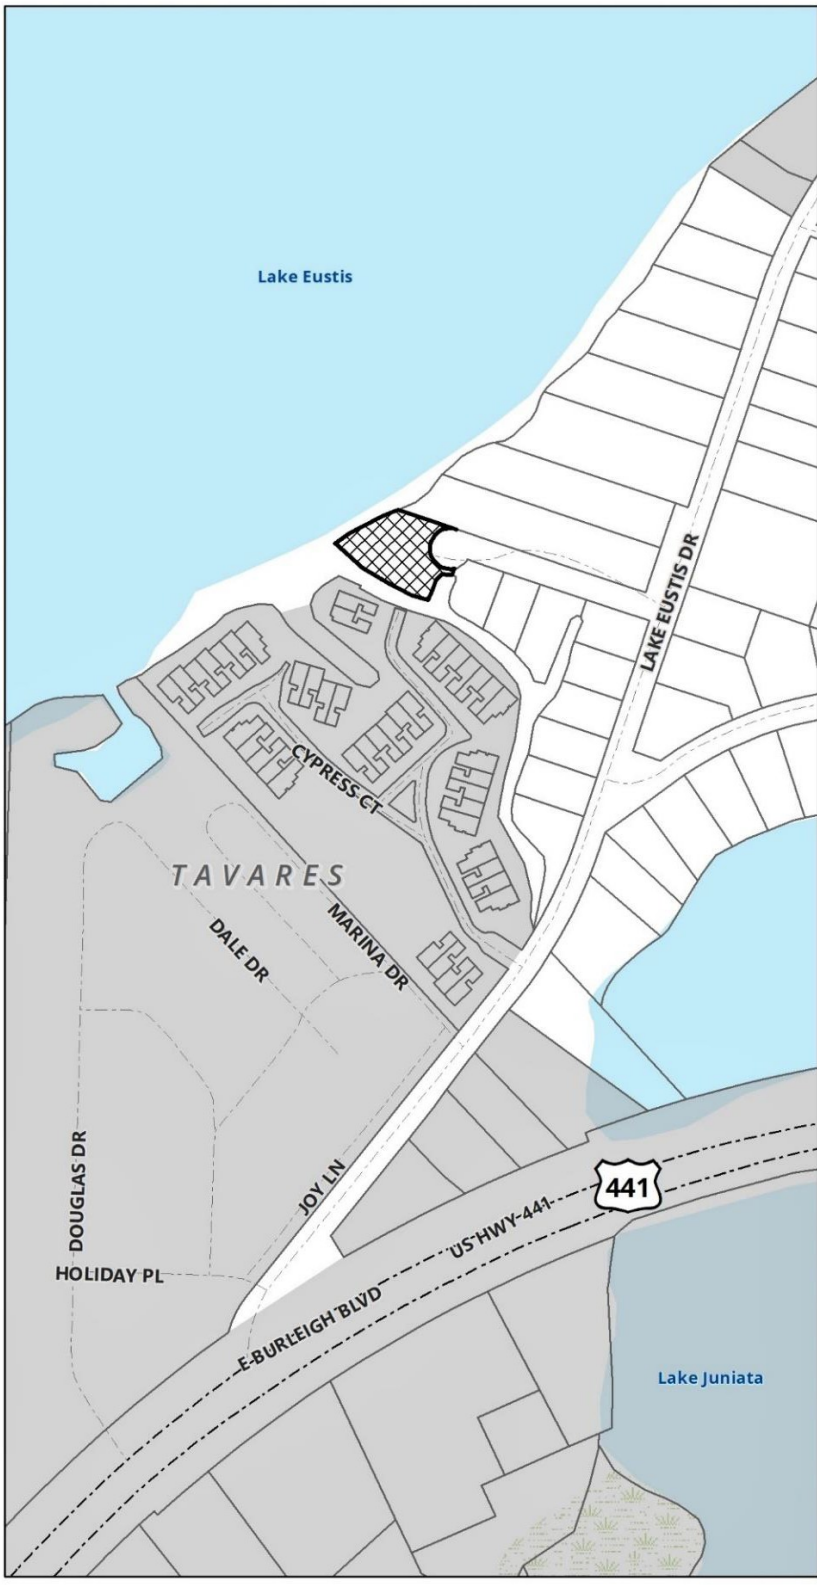 Lake Eustis
LAKE EUSTIS DR
CYPRESS CT
TAVARES
MARINA DR
DALE DR
DOUGLAS DR
JOY LN
441
US HWY 441
HOLIDAY PL
E BURLEIGH BLVD
Lake Juniata